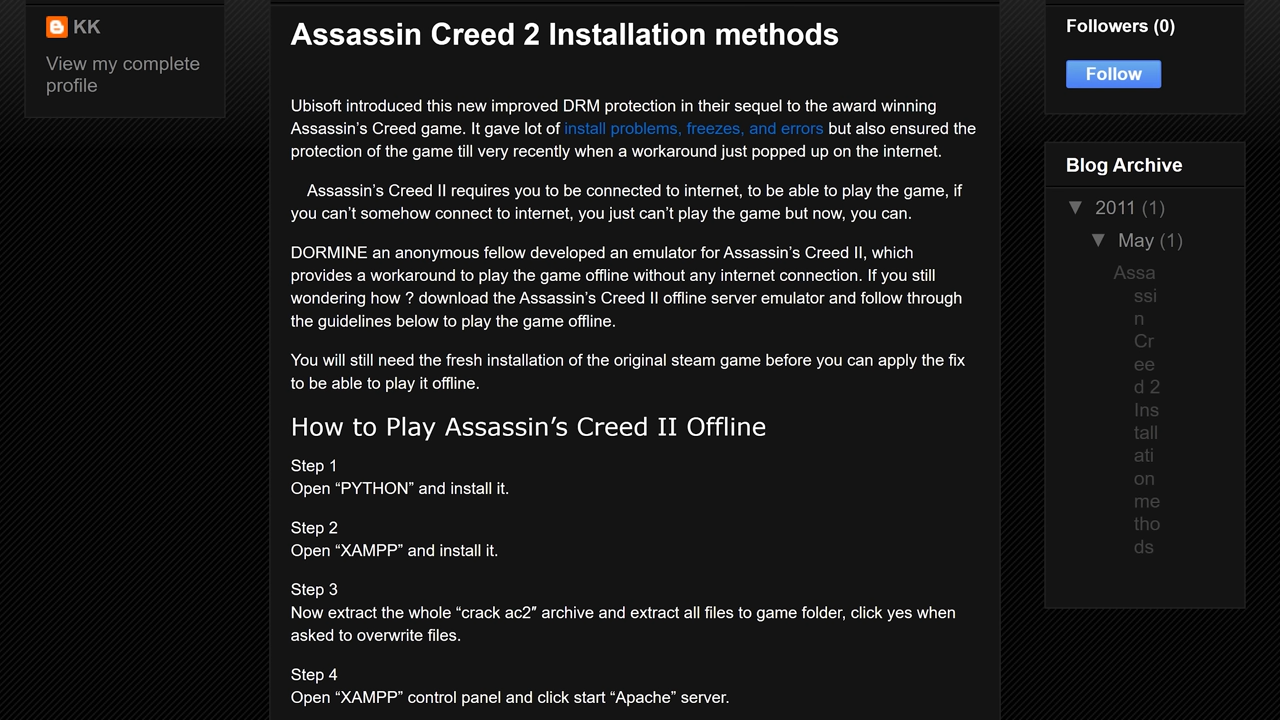 KK
View my complete
profile
Assassin Creed 2 Installation methods
Ubisoft introduced this new improved DRM protection in their sequel to the award winning
Assassin’s Creed game. It gave lot of install problems, freezes, and errors but also ensured the
protection of the game till very recently when a workaround just popped up on the internet.
Assassin’s Creed II requires you to be connected to internet, to be able to play the game, if
you can’t somehow connect to internet, you just can’t play the game but now, you can.
DORMINE an anonymous fellow developed an emulator for Assassin’s Creed II, which
provides a workaround to play the game offline without any internet connection. If you still
wondering how ? download the Assassin’s Creed II offline server emulator and follow through
the guidelines below to play the game offline.
You will still need the fresh installation of the original steam game before you can apply the fix
to be able to play it offline.
How to Play Assassin’s Creed II Offline
Step 1
Open “PYTHON” and install it.
Step 2
Open “XAMPP” and install it.
Step 3
Now extract the whole “crack ac2″ archive and extract all files to game folder, click yes when
asked to overwrite files.
Step 4
Open “XAMPP” control panel and click start “Apache” server.
Followers (0)
Follow
Blog Archive
▼ 2011 (1)
▼ May (1)
Assa
ssi
n
Cr
ee
d 2
Ins
tall
ati
on
me
tho
ds